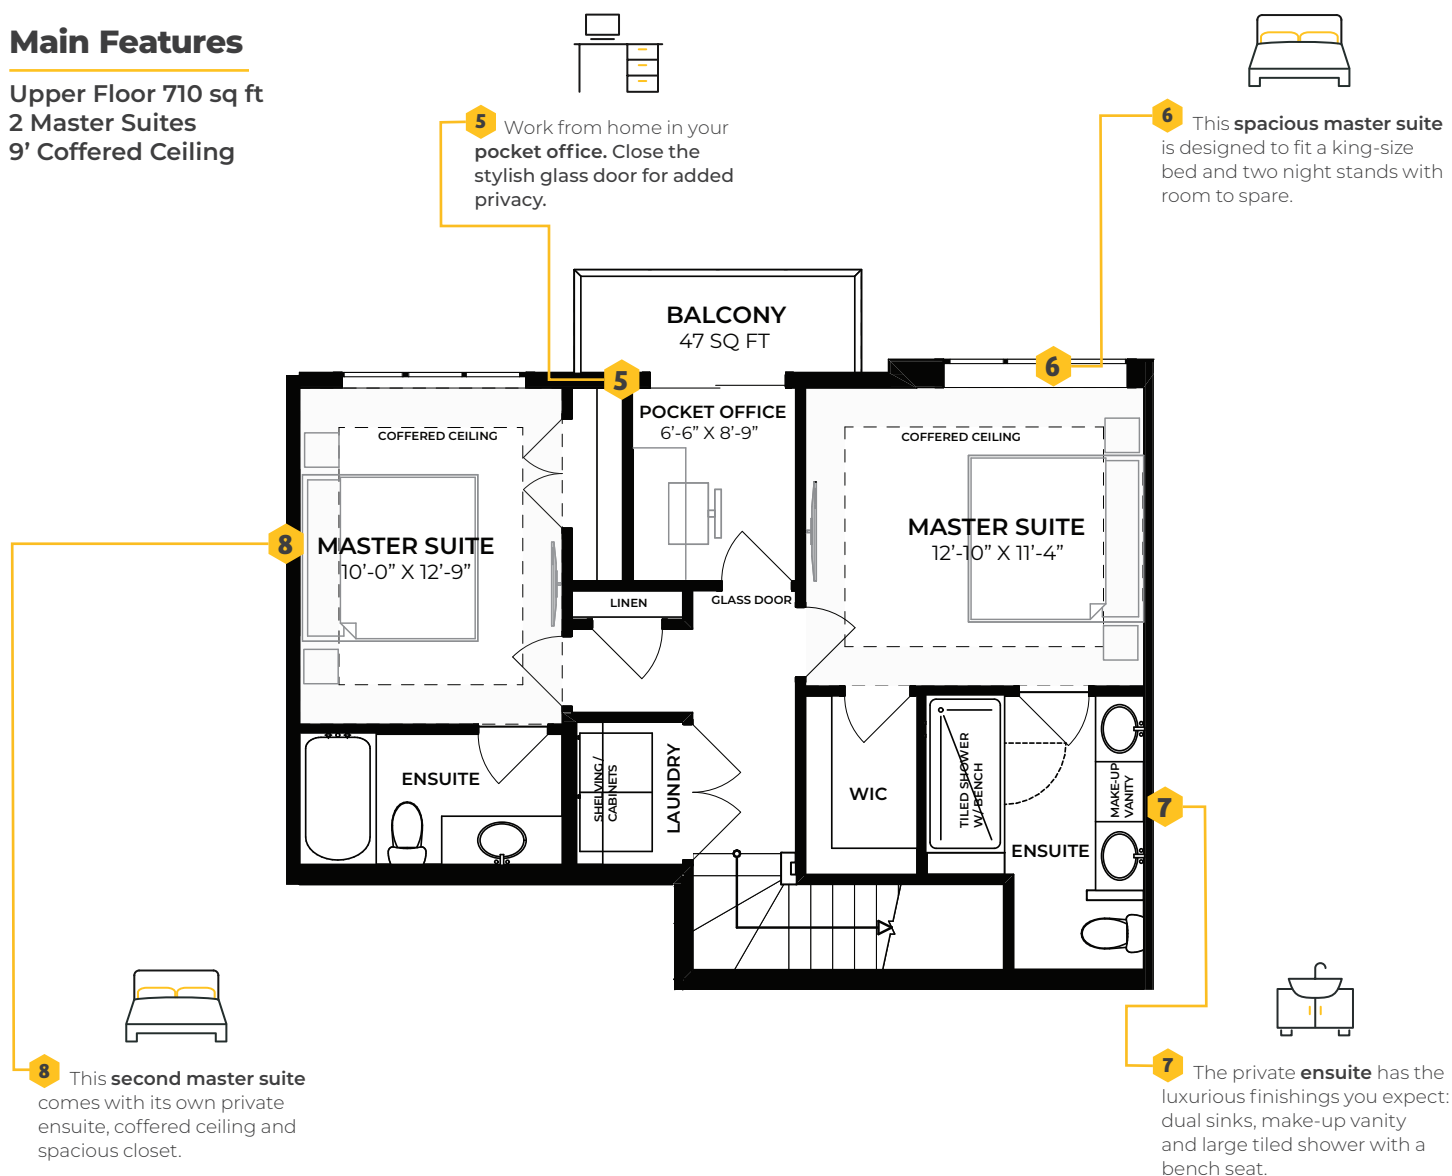 Main Features
Upper Floor 710 sq ft
2 Master Suites
9’ Coffered Ceiling
5 Work from home in your
pocket office. Close the
stylish glass door for added
privacy.
6 This spacious master suite
is designed to fit a king-size
bed and two night stands with
room to spare.
BALCONY
47 SQ FT
5
6
POCKET OFFICE
6’-6” X 8’-9”
COFFERED CEILING
COFFERED CEILING
8
MASTER SUITE
10’-0” X 12’-9”
MASTER SUITE
12’-10” X 11’-4”
LINEN
GLASS DOOR
ENSUITE
SHELVING /
CABINETS
LAUNDRY
WIC
TILED SHOWER
W/ BENCH
MAKE-UP
VANITY
7
ENSUITE
8 This second master suite
comes with its own private
ensuite, coffered ceiling and
spacious closet.
7 The private ensuite has the
luxurious finishings you expect:
dual sinks, make-up vanity
and large tiled shower with a
bench seat.